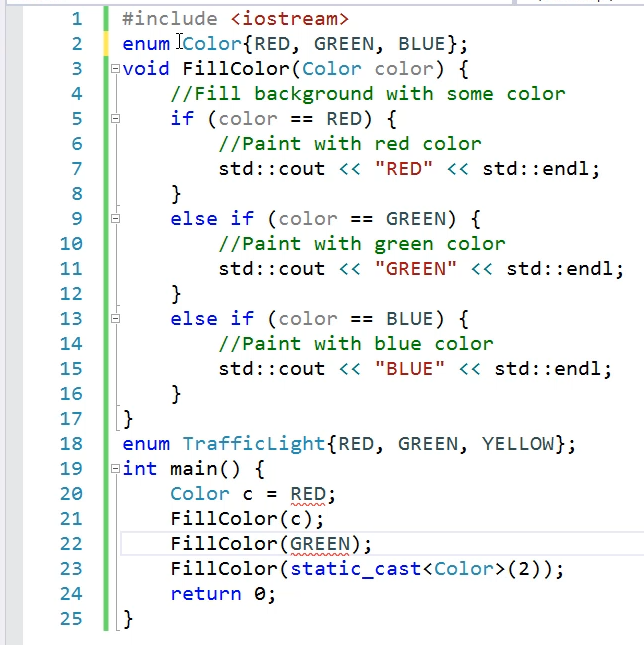 1 #include <iostream>
2 enum Color{RED, GREEN, BLUE};
3 void FillColor(Color color) {
4     //Fill background with some color
5     if (color == RED) {
6         //Paint with red color
7         std::cout << "RED" << std::endl;
8     }
9     else if (color == GREEN) {
10         //Paint with green color
11         std::cout << "GREEN" << std::endl;
12     }
13     else if (color == BLUE) {
14         //Paint with blue color
15         std::cout << "BLUE" << std::endl;
16     }
17 }
18 enum TrafficLight{RED, GREEN, YELLOW};
19 int main() {
20     Color c = RED;
21     FillColor(c);
22     FillColor(GREEN);
23     FillColor(static_cast<Color>(2));
24     return 0;
25 }